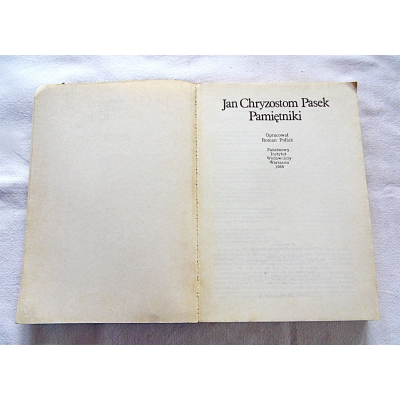 Jan Chryzostom Pasek
Pamiętniki
Opracował
Roman Pollak
Państwowy
Instytut
Wydawniczy
Warszawa